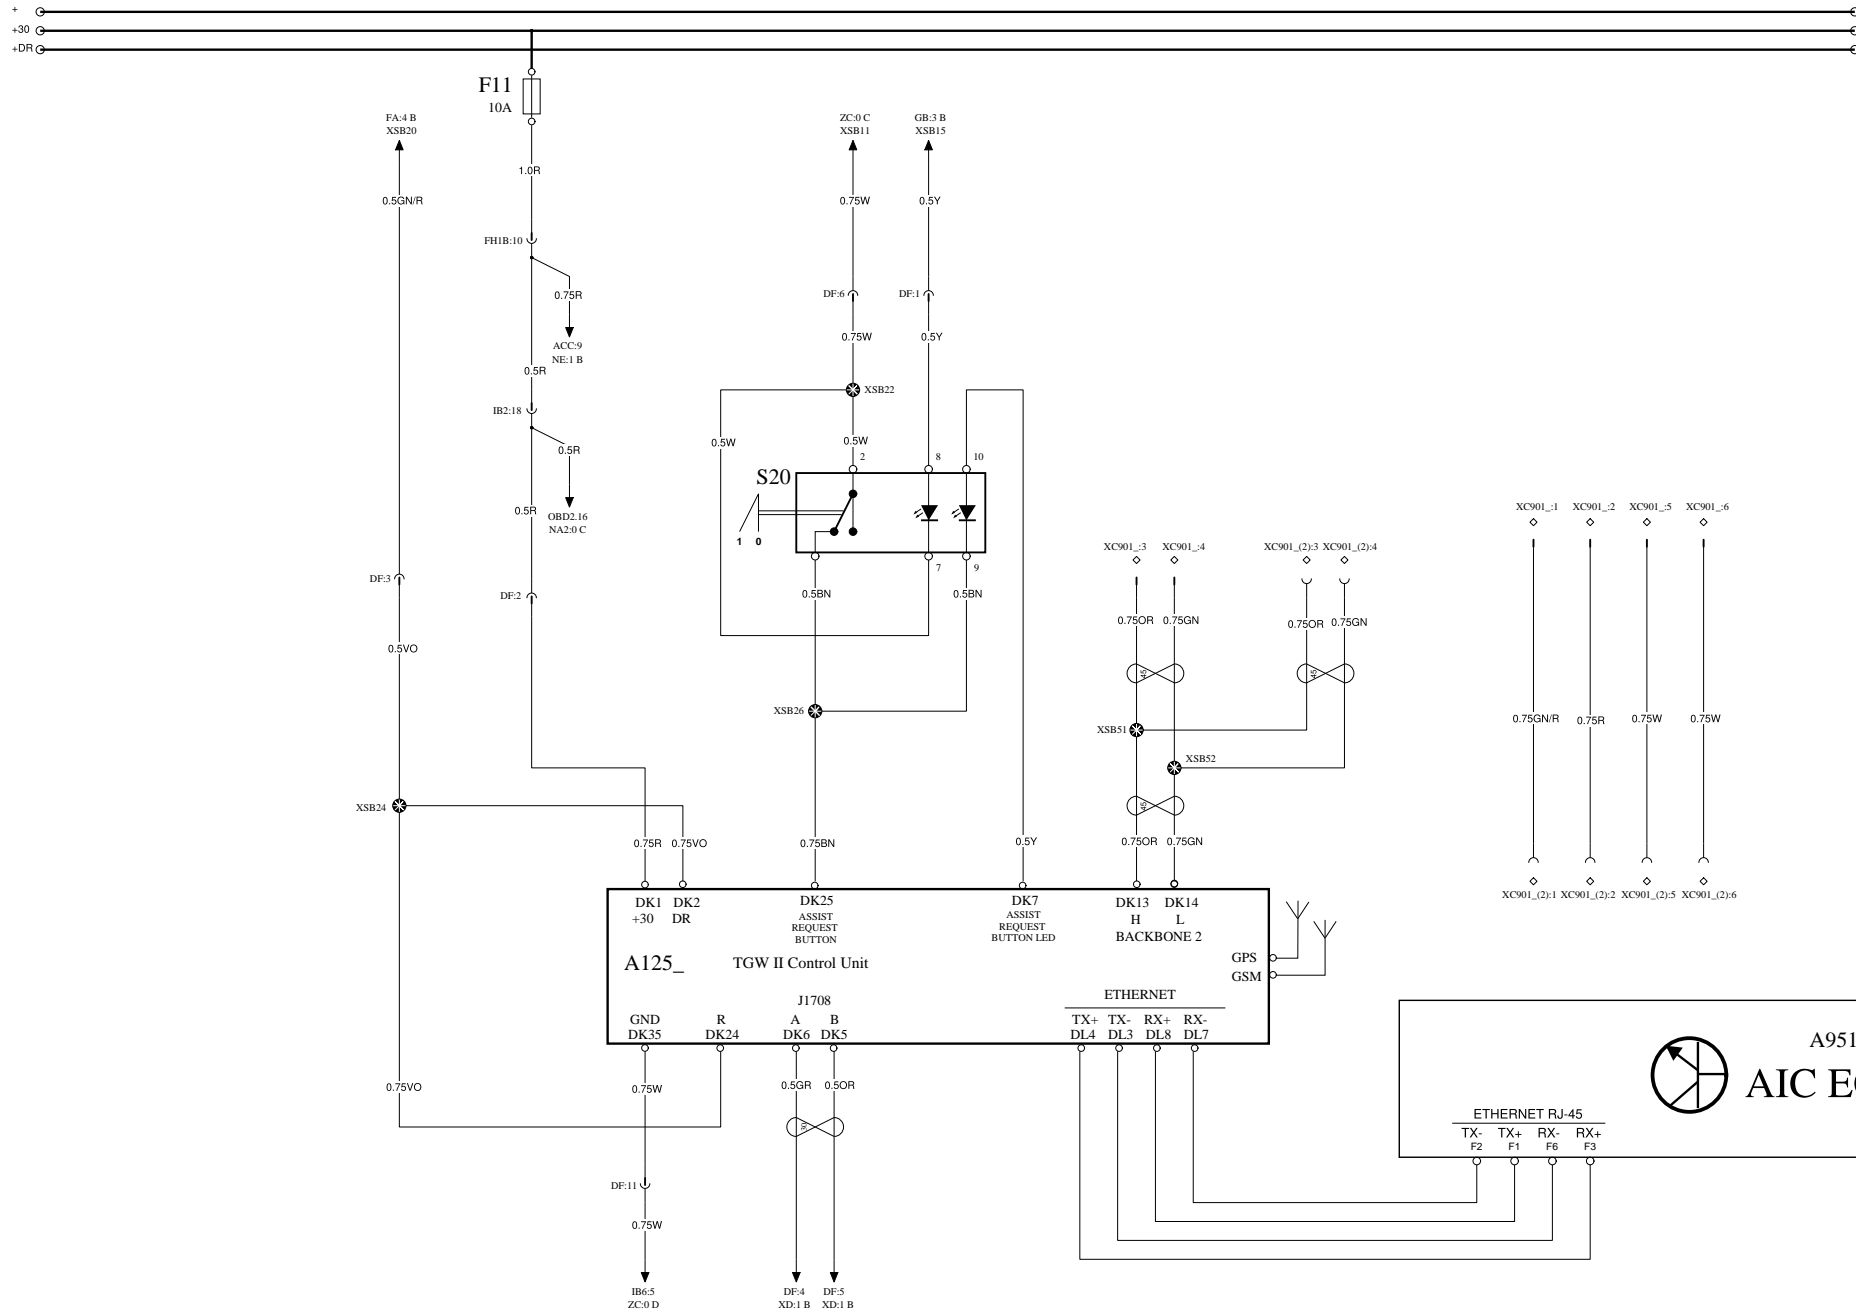 +
+30
+DR
F11
10A
FA:4 B
XSB20
ZC:0 C
XSB11
GB:3 B
XSB15
1.0R
0.5GN/R
0.75W
0.5Y
FH1B:10
0.75R
DF:6
DF:1
0.75W
0.5Y
ACC:9
NE:1 B
0.5R
XSB22
IB2:18
0.5R
0.5W
0.5W
2
8
10
S20
0.5R
OBD2.16
NA2:0 C
1 0
XC901_:1
XC901_:2
XC901_:5
XC901_:6
XC901_:3
XC901_:4
XC901_(2):3
XC901_(2):4
7
9
DF:3
DF:2
0.5BN
0.5BN
0.75OR
0.75GN
0.75OR
0.75GN
0.5VO
45
45
XSB26
0.75GN/R
0.75R
0.75W
0.75W
XSB51
XSB52
XSB24
45
0.75R
0.75VO
0.75BN
0.5Y
0.75OR
0.75GN
XC901_(2):1
XC901_(2):2
XC901_(2):5
XC901_(2):6
DK1
DK2
DK25
DK7
DK13
DK14
+30
DR
ASSIST
REQUEST
BUTTON
ASSIST
REQUEST
BUTTON LED
H
L
BACKBONE 2
A125_
TGW II Control Unit
GPS
GSM
J1708
ETHERNET
GND
R
A
B
TX+
TX-
RX+
RX-
DK35
DK24
DK6
DK5
DL4
DL3
DL8
DL7
A951
AIC E
0.75VO
0.75W
0.5GR
0.5OR
30
ETHERNET RJ-45
TX-
TX+
RX-
RX+
F2
F1
F6
F3
DF:11
0.75W
IB6:5
ZC:0 D
DF:4
XD:1 B
DF:5
XD:1 B